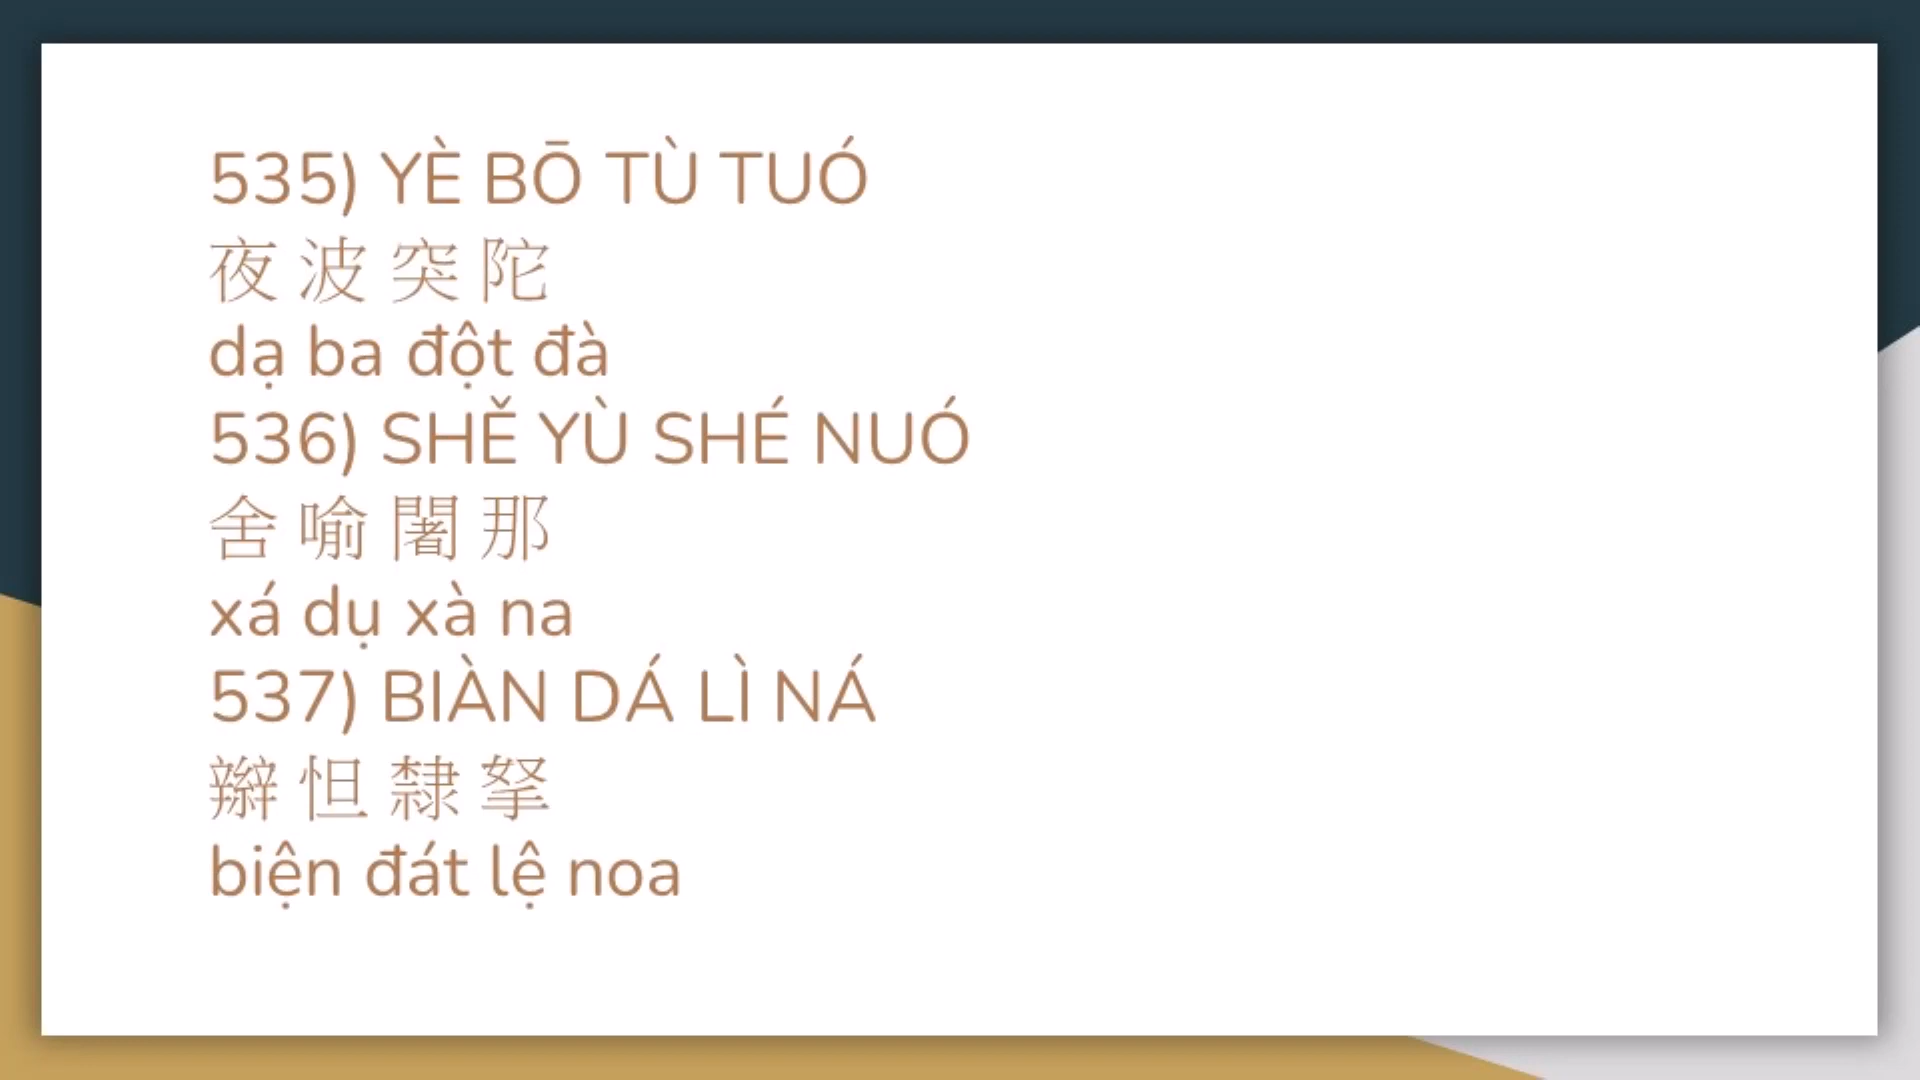 535) YÈ BŌ TÙ TUÓ
夜 波 突 陀
dạ ba đột đà
536) SHĚ YÙ SHÉ NUÓ
舍 喻 闍 那
xá dụ xà na
537) BIÀN DÁ LÌ NÁ
辮 怛 隸 拏
biện đát lệ noa